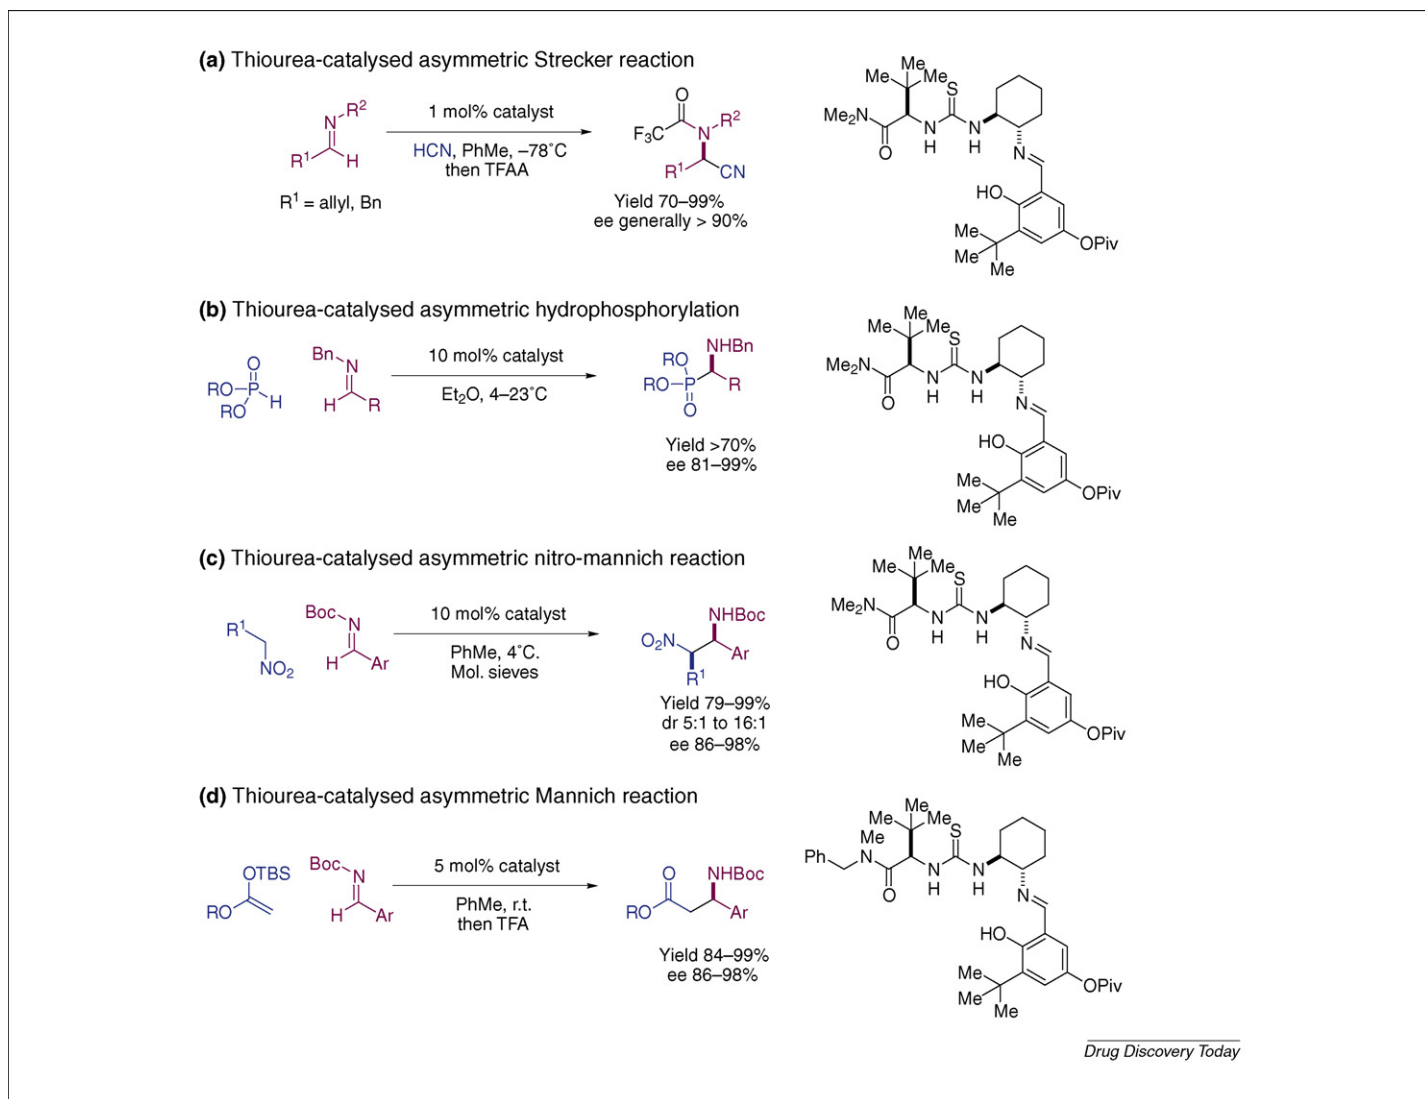 (a) Thiourea-catalysed asymmetric Strecker reaction
N R²
R¹ H
R¹ = allyl, Bn
1 mol% catalyst
HCN, PhMe, –78˚C
then TFAA
O
F₃C N R²
R¹ CN
Yield 70–99%
ee generally > 90%
Me
Me Me
S
Me₂N N N
O H H
N
HO
Me
Me
Me
OPiv
(b) Thiourea-catalysed asymmetric hydrophosphorylation
O
RO P
RO H
Bn N
H R
10 mol% catalyst
Et₂O, 4–23˚C
NHBn
RO
RO P R
O
Yield >70%
ee 81–99%
Me
Me Me
S
Me₂N N N
O H H
N
HO
Me
Me
Me
OPiv
(c) Thiourea-catalysed asymmetric nitro-mannich reaction
R¹
NO₂
Boc N
H Ar
10 mol% catalyst
PhMe, 4˚C.
Mol. sieves
NHBoc
NO₂
Ar
R¹
Yield 79–99%
dr 5:1 to 16:1
ee 86–98%
Me
Me Me
S
Me₂N N N
O H H
N
HO
Me
Me
Me
OPiv
(d) Thiourea-catalysed asymmetric Mannich reaction
OTBS
RO
Boc N
H Ar
5 mol% catalyst
PhMe, r.t.
then TFA
O NHBoc
RO Ar
Yield 84–99%
ee 86–98%
Me
Me Me
Me S
Ph N N N
O H H
N
HO
Me
Me
Me
OPiv
Drug Discovery Today